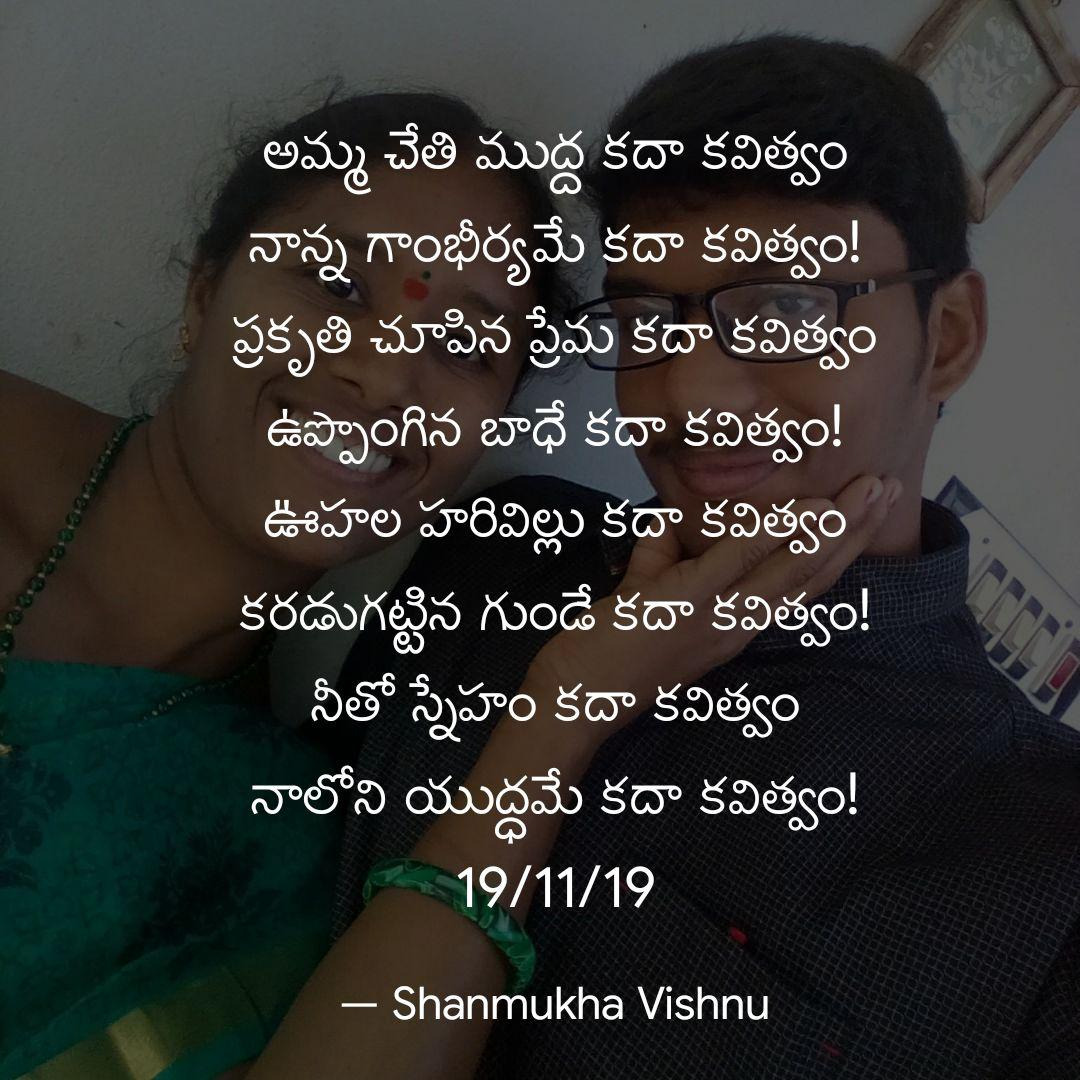 అమ్మ చేతి ముద్ద కదా కవిత్వం
నాన్న గాంభీర్యమే కదా కవిత్వం!
ప్రకృతి చూపిన ప్రేమ కదా కవిత్వం
ఉప్పొంగిన బాధే కదా కవిత్వం!
ఊహల హరివిల్లు కదా కవిత్వం
కరడుగట్టిన గుండే కదా కవిత్వం!
నీతో స్నేహం కదా కవిత్వం
నాలోని యుద్ధమే కదా కవిత్వం!
19/11/19
— Shanmukha Vishnu